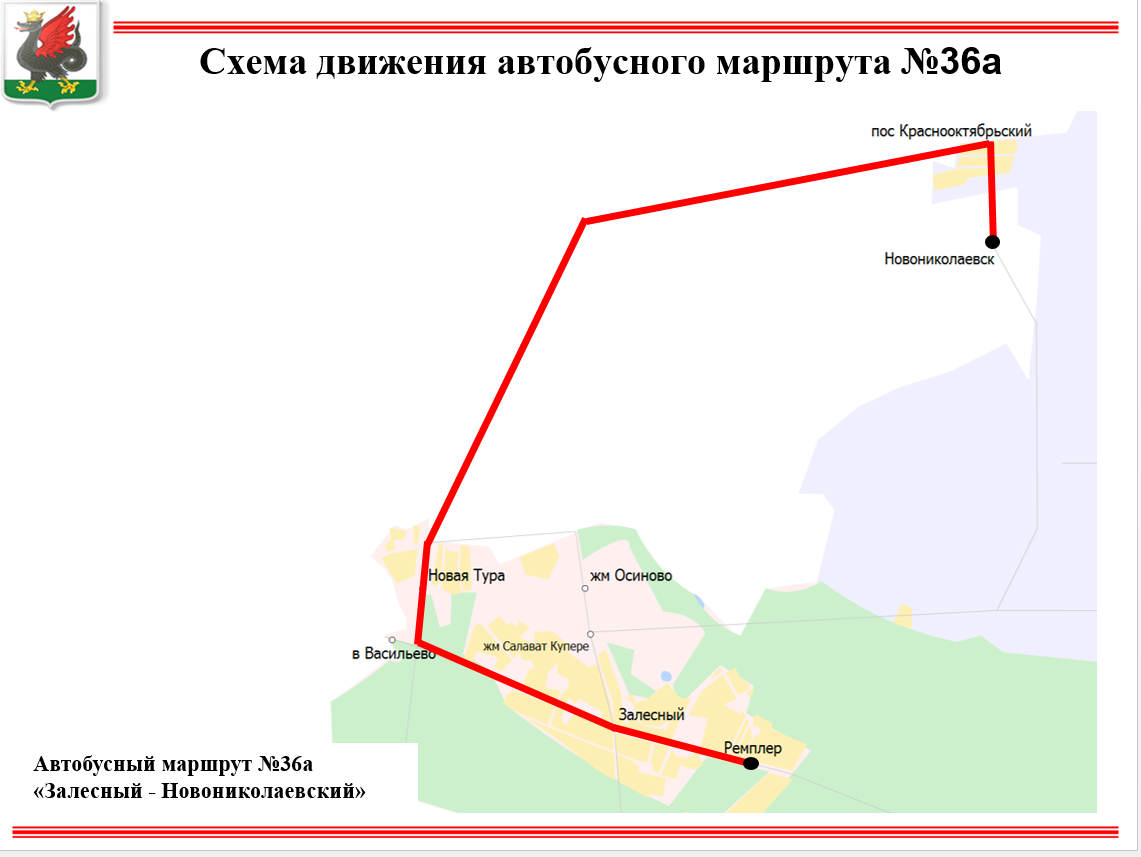 Схема движения автобусного маршрута №36а
пос Краснооктябрьский
Новониколаевск
Новая Тура
жм Осиново
в Васильево
жм Салават Купере
Залесный
Ремплер
Автобусный маршрут №36а
«Залесный - Новониколаевский»